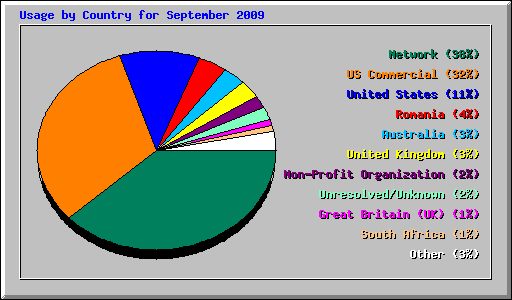 Usage by Country for September 2009
Network (38%)
US Commercial (32%)
United States (11%)
Romania (4%)
Australia (3%)
United Kingdom (3%)
Non-Profit Organization (2%)
Unresolved/Unknown (2%)
Great Britain (UK) (1%)
South Africa (1%)
Other (3%)